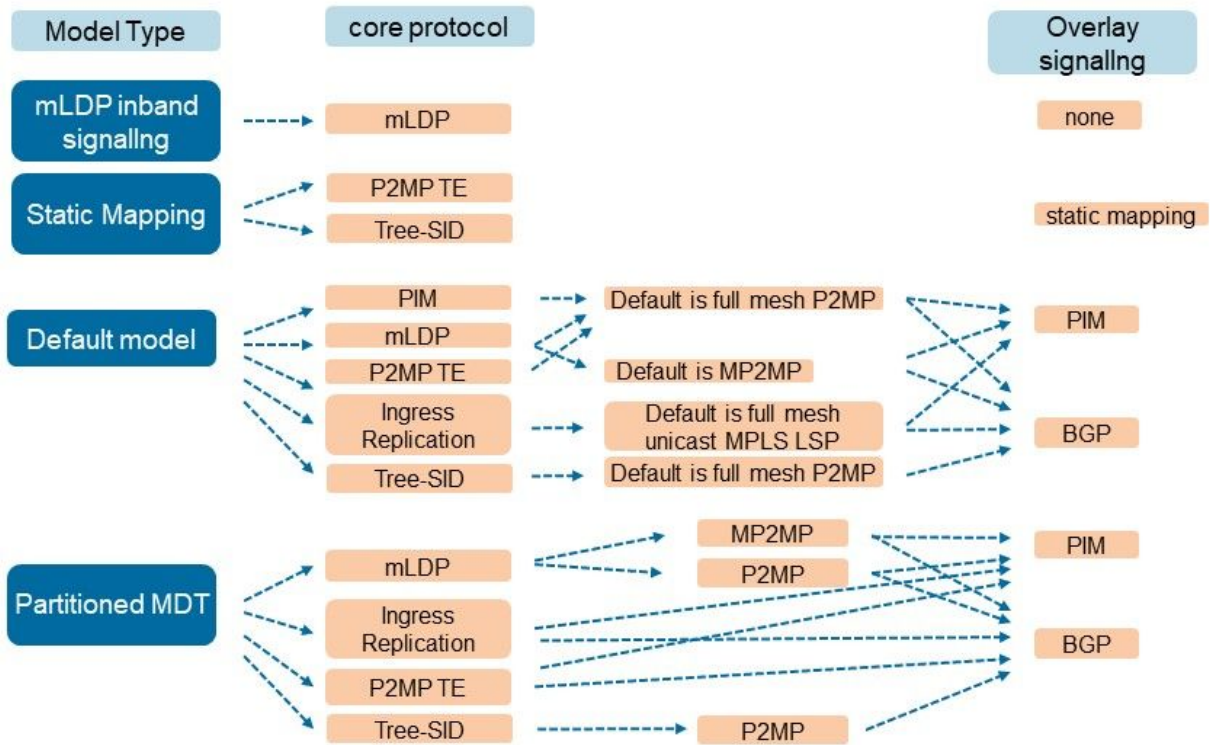 Model Type
core protocol
Overlay
signallng
mLDP inband
signallng
mLDP
none
Static Mapping
P2MP TE
Tree-SID
static mapping
Default model
PIM
mLDP
P2MP TE
Ingress
Replication
Tree-SID
Default is full mesh P2MP
Default is MP2MP
Default is full mesh
unicast MPLS LSP
Default is full mesh P2MP
PIM
BGP
Partitioned MDT
mLDP
Ingress
Replication
P2MP TE
Tree-SID
MP2MP
P2MP
P2MP
PIM
BGP